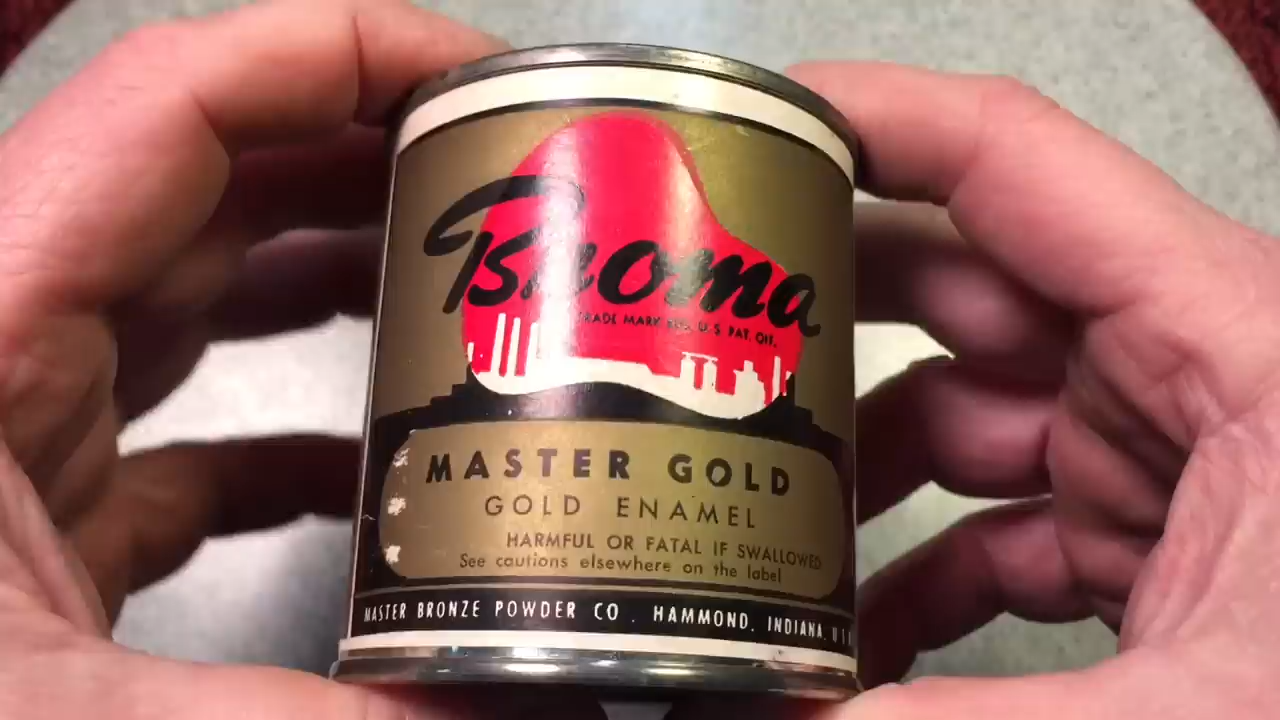 Broma
TRADE MARK REG. U.S. PAT. OFF.
MASTER GOLD
GOLD ENAMEL
HARMFUL OR FATAL IF SWALLOWED
See cautions elsewhere on the label
MASTER BRONZE POWDER CO. HAMMOND, INDIANA,